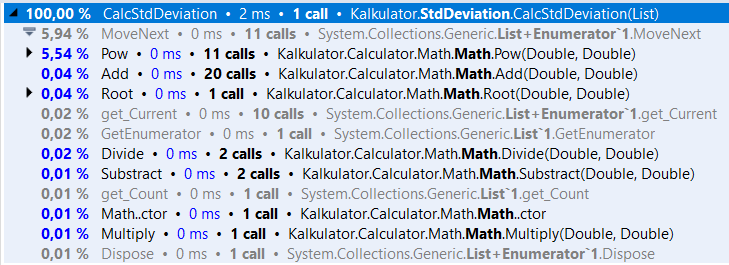 100,00 % CalcStdDeviation • 2 ms • 1 call • Kalkulator.StdDeviation.CalcStdDeviation(List)
5,94 % MoveNext • 0 ms • 11 calls • System.Collections.Generic.List+Enumerator`1.MoveNext
5,54 % Pow • 0 ms • 11 calls • Kalkulator.Calculator.Math.Math.Pow(Double, Double)
0,04 % Add • 0 ms • 20 calls • Kalkulator.Calculator.Math.Math.Add(Double, Double)
0,04 % Root • 0 ms • 1 call • Kalkulator.Calculator.Math.Math.Root(Double, Double)
0,02 % get_Current • 0 ms • 10 calls • System.Collections.Generic.List+Enumerator`1.get_Current
0,02 % GetEnumerator • 0 ms • 1 call • System.Collections.Generic.List`1.GetEnumerator
0,02 % Divide • 0 ms • 2 calls • Kalkulator.Calculator.Math.Math.Divide(Double, Double)
0,01 % Substract • 0 ms • 2 calls • Kalkulator.Calculator.Math.Math.Substract(Double, Double)
0,01 % get_Count • 0 ms • 1 call • System.Collections.Generic.List`1.get_Count
0,01 % Math..ctor • 0 ms • 1 call • Kalkulator.Calculator.Math.Math..ctor
0,01 % Multiply • 0 ms • 1 call • Kalkulator.Calculator.Math.Math.Multiply(Double, Double)
0,01 % Dispose • 0 ms • 1 call • System.Collections.Generic.List+Enumerator`1.Dispose